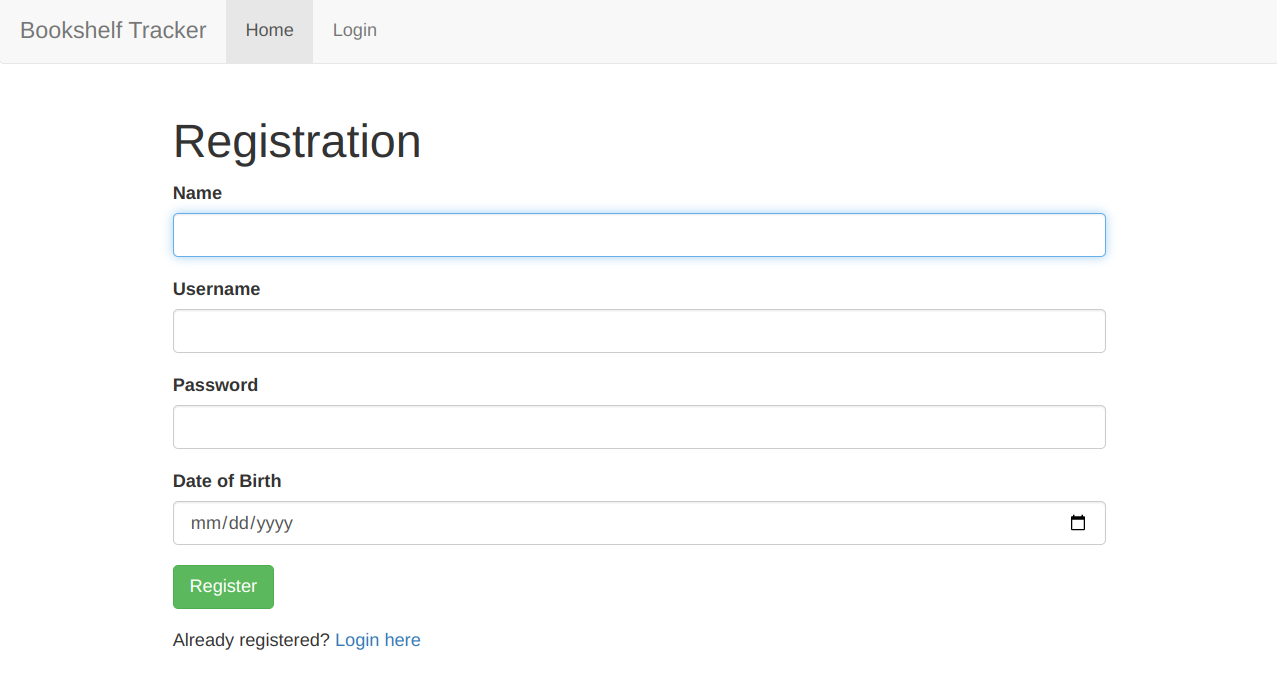 Bookshelf Tracker Home Login
Registration
Name
Username
Password
Date of Birth
mm/dd/yyyy
Register
Already registered? Login here